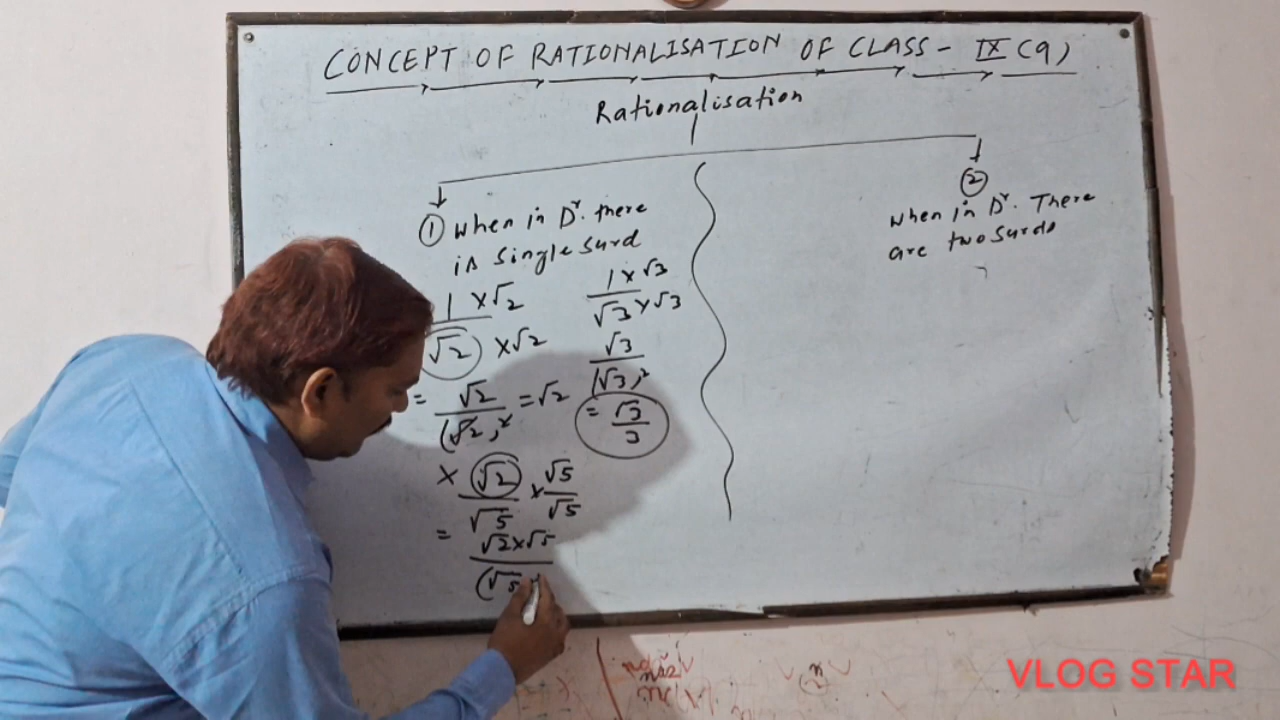 CONCEPT OF RATIONALISATION OF CLASS - IX (9)
Rationalisation
① When in Dʳ. there
is single surd
1 × √2
√2 × √2
= √2 / (√2)² = √2
× √2 / √5 × √5 / √5
= √2 × √5
(√5
1 × √3
√3 × √3
√3
(√3)²
= √3 / 3
②
When in Dʳ. There
are two surds
VLOG STAR